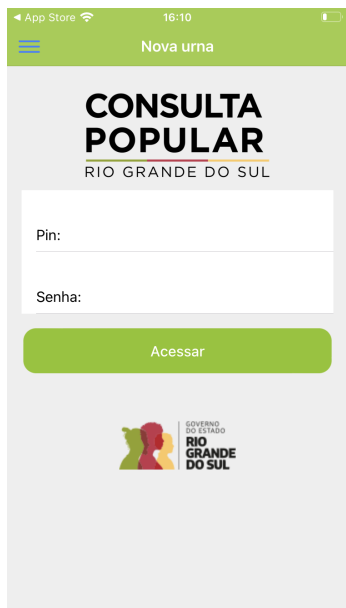 App Store 16:10
Nova urna
CONSULTA
POPULAR
RIO GRANDE DO SUL
Pin:
Senha:
Acessar
GOVERNO
DO ESTADO
RIO
GRANDE
DO SUL